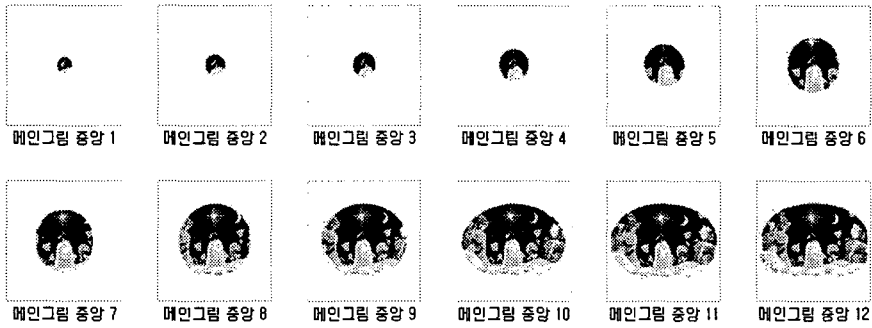 메인그림 중앙 1
메인그림 중앙 2
메인그림 중앙 3
메인그림 중앙 4
메인그림 중앙 5
메인그림 중앙 6
메인그림 중앙 7
메인그림 중앙 8
메인그림 중앙 9
메인그림 중앙 10
메인그림 중앙 11
메인그림 중앙 12